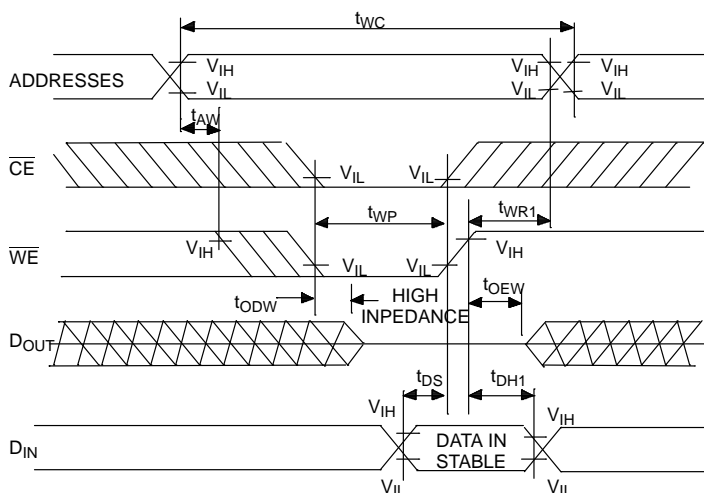 tWC
ADDRESSES
VIH VIH VIH
VIL VIL VIL
tAW
CE
VIL VIL
tWP tWR1
WE
VIH VIH
VIL VIL
tODW HIGH tOEW
INPEDANCE
DOUT
tDS tDH1
VIH VIH
DIN
DATA IN
STABLE
VIL VIL